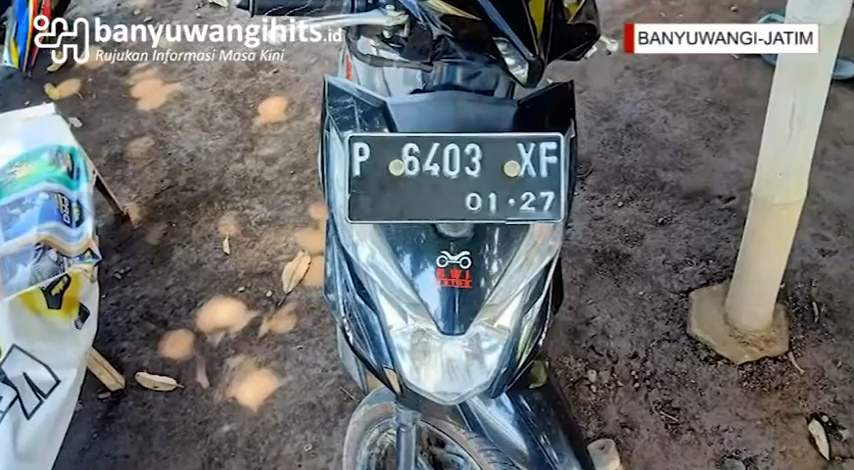 banyuwangihits.id
Rujukan Informasi Masa Kini
BANYUWANGI-JATIM
P 6403 XF
01.27